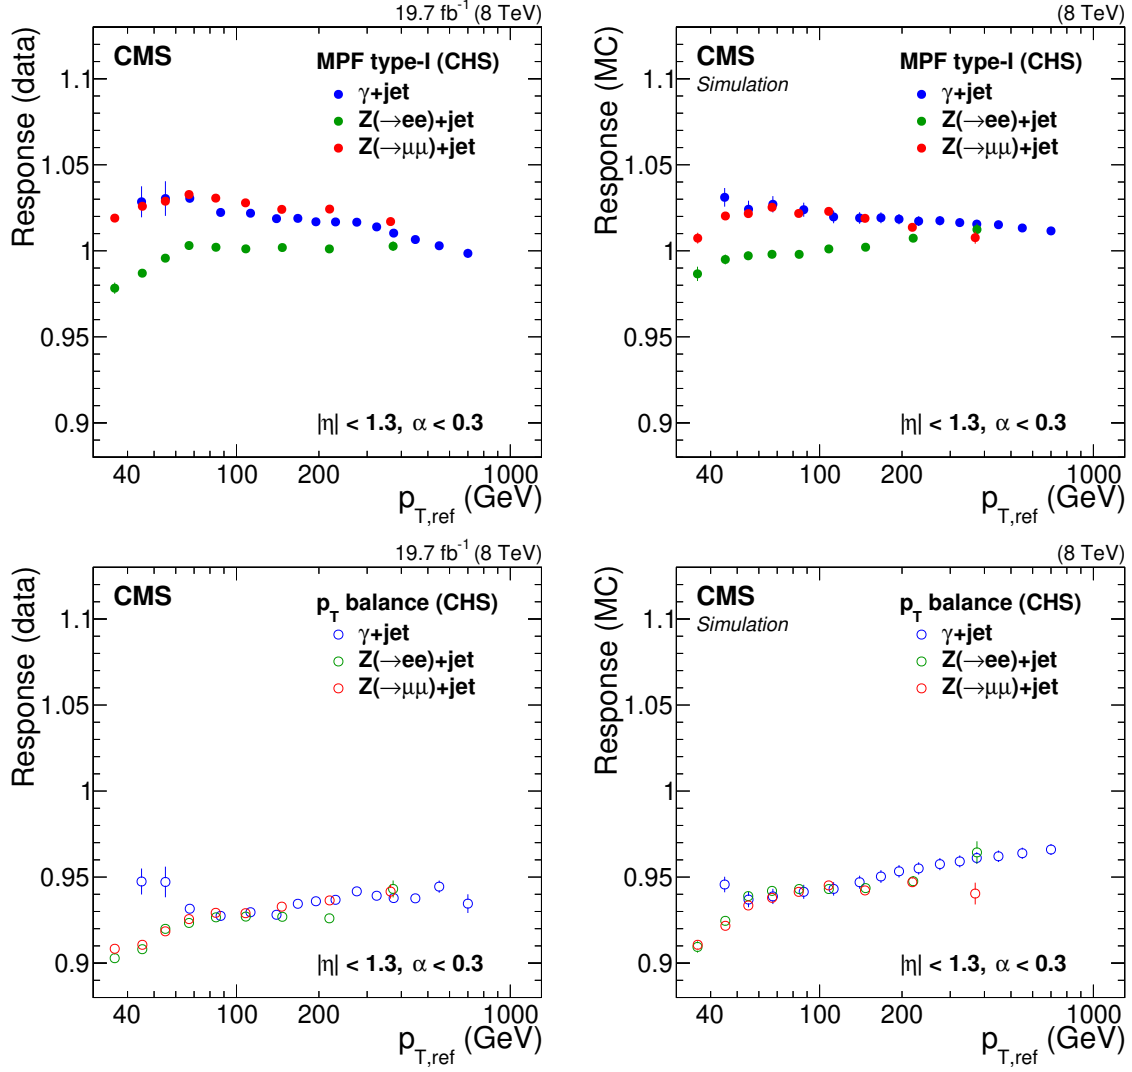 19.7 fb⁻¹ (8 TeV)
CMS
MPF type-I (CHS)
γ+jet
Z(→ee)+jet
Z(→μμ)+jet
Response (data)
1.1
1.05
1
0.95
0.9
|η| < 1.3, α < 0.3
40 100 200 1000
p_T,ref (GeV)
(8 TeV)
CMS
Simulation
MPF type-I (CHS)
γ+jet
Z(→ee)+jet
Z(→μμ)+jet
Response (MC)
1.1
1.05
1
0.95
0.9
|η| < 1.3, α < 0.3
40 100 200 1000
p_T,ref (GeV)
19.7 fb⁻¹ (8 TeV)
CMS
p_T balance (CHS)
γ+jet
Z(→ee)+jet
Z(→μμ)+jet
Response (data)
1.1
1.05
1
0.95
0.9
|η| < 1.3, α < 0.3
40 100 200 1000
p_T,ref (GeV)
(8 TeV)
CMS
Simulation
p_T balance (CHS)
γ+jet
Z(→ee)+jet
Z(→μμ)+jet
Response (MC)
1.1
1.05
1
0.95
0.9
|η| < 1.3, α < 0.3
40 100 200 1000
p_T,ref (GeV)